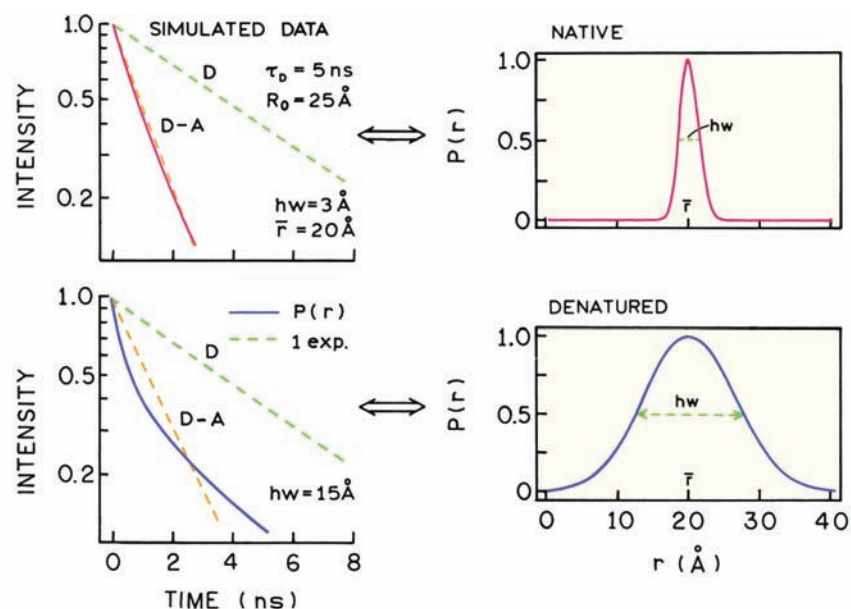 SIMULATED DATA
1.0
0.5
0.2
INTENSITY
D
D-A
τD = 5 ns
R0 = 25 Å
hw = 3 Å
r̄ = 20 Å
NATIVE
1.0
0.5
0
P(r)
hw
r̄
1.0
0.5
0.2
INTENSITY
P(r)
1 exp.
D
D-A
hw = 15 Å
0 2 4 6 8
TIME (ns)
DENATURED
1.0
0.5
0
P(r)
hw
r̄
0 10 20 30 40
r (Å)